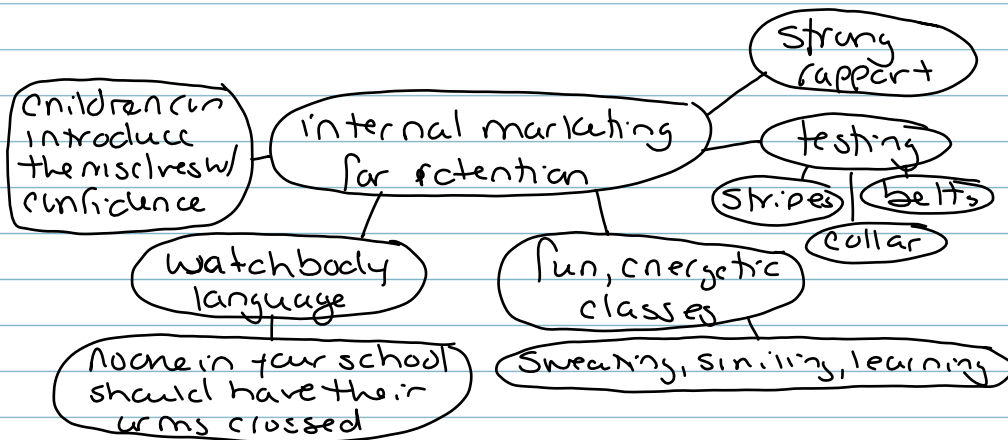 strong
rapport
children can
introduce
themselves w/
confidence
internal marketing
for retention
testing
stripes
belts
collar
watch body
language
fun, energetic
classes
no one in your school
should have their
arms crossed
sweating, smiling, learning